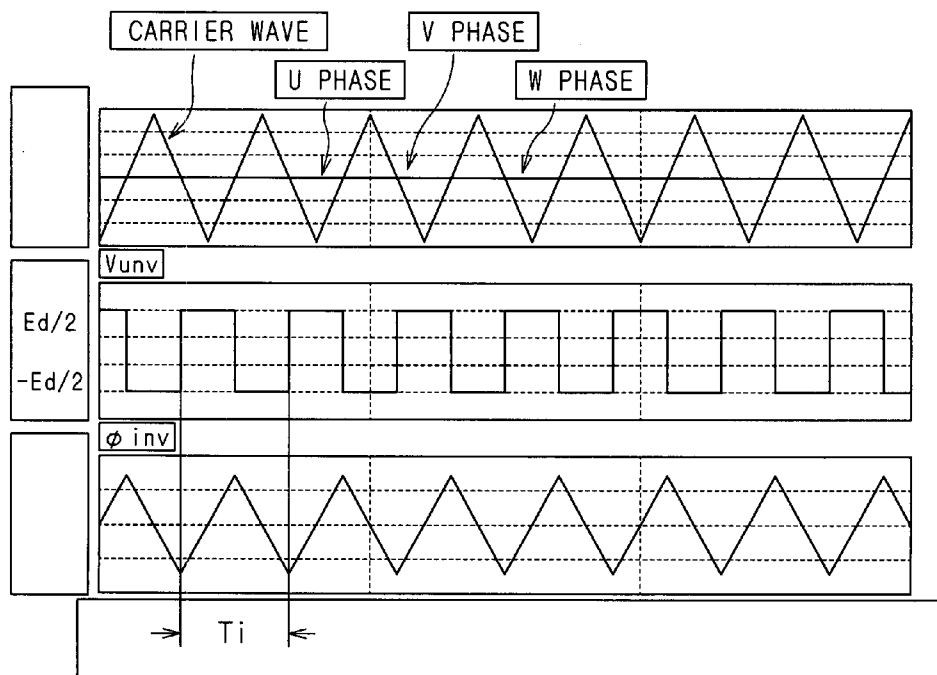 CARRIER WAVE
V PHASE
U PHASE
W PHASE
Vunv
Ed/2
-Ed/2
φ inv
Ti